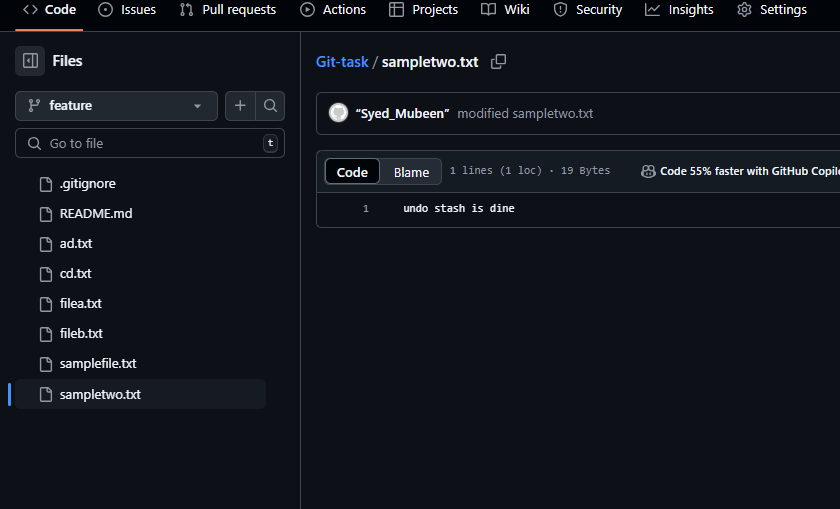 Code Issues Pull requests Actions Projects Wiki Security Insights Settings
Files
feature
Go to file t
.gitignore
README.md
ad.txt
cd.txt
filea.txt
fileb.txt
samplefile.txt
sampletwo.txt
Git-task / sampletwo.txt
“Syed_Mubeen” modified sampletwo.txt
Code Blame 1 lines (1 loc) · 19 Bytes Code 55% faster with GitHub Copilo
1 undo stash is dine